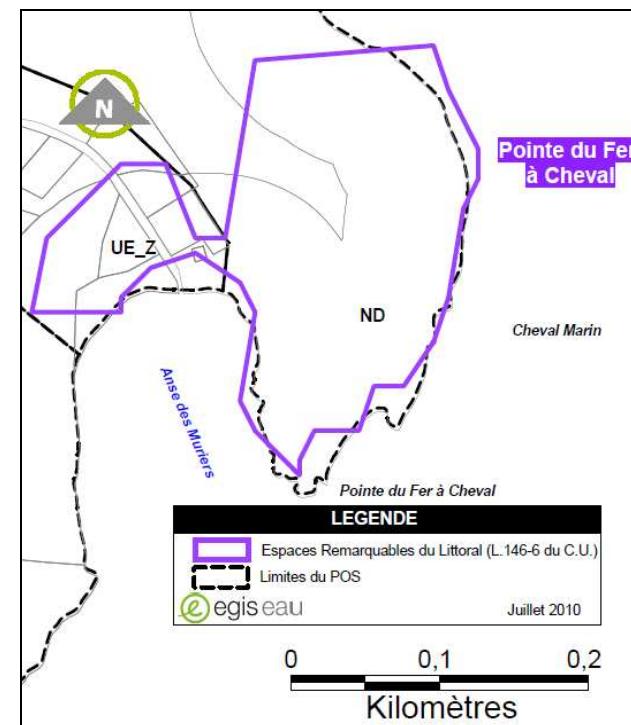 N
Pointe du Fer
à Cheval
UE_Z
ND
Cheval Marin
Anse des Muriers
Pointe du Fer à Cheval
LEGENDE
Espaces Remarquables du Littoral (L.146-6 du C.U.)
Limites du POS
e egis eau
Juillet 2010
0 0,1 0,2
Kilomètres